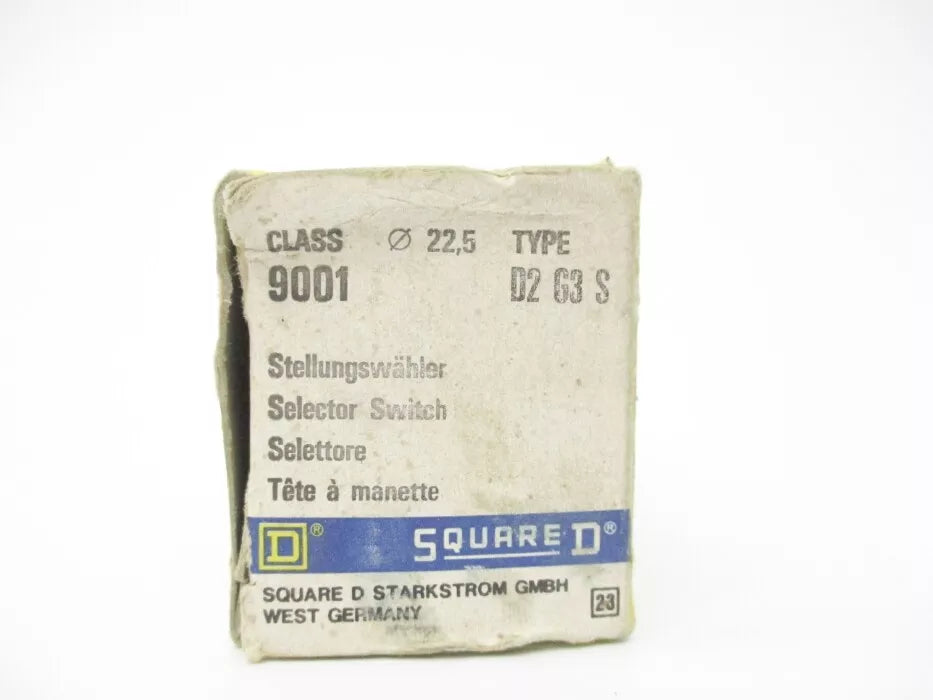 CLASS Ø 22,5 TYPE
9001 D2 G3 S
Stellungswähler
Selector Switch
Selettore
Tête à manette
D® SQUARE D®
SQUARE D STARKSTROM GMBH
WEST GERMANY 23